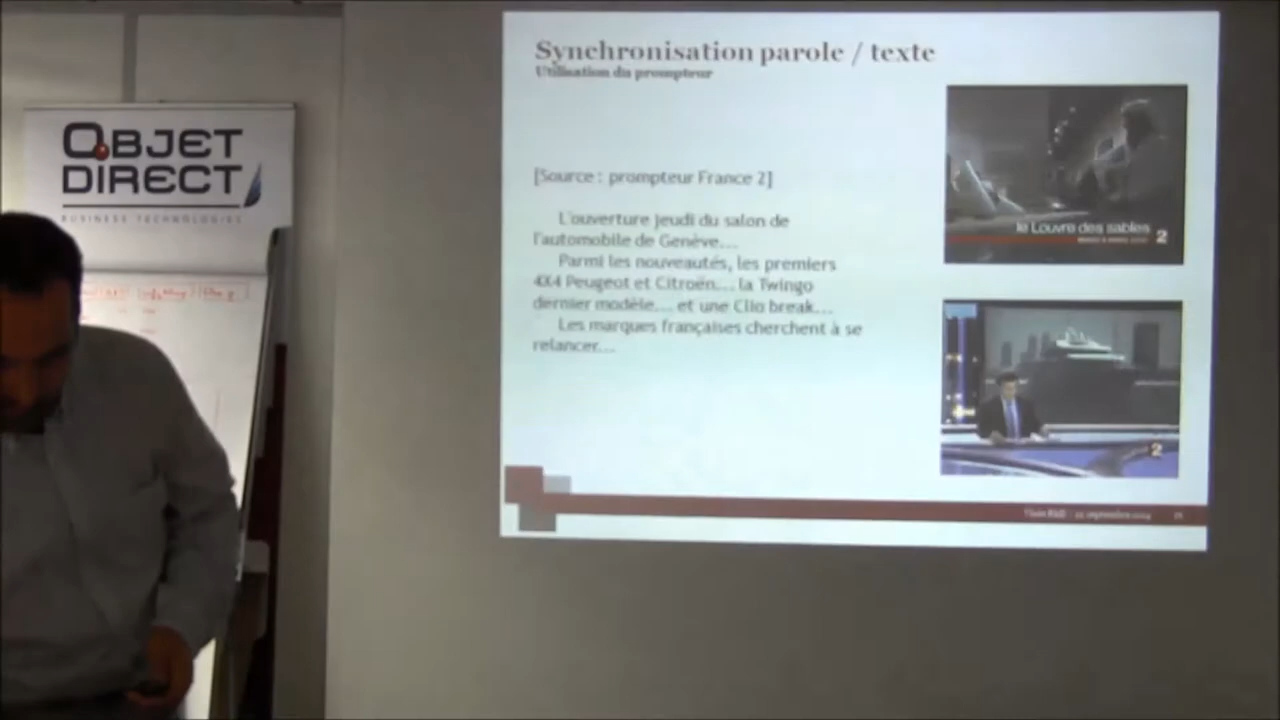 OBJET
DIRECT
BUSINESS TECHNOLOGIES
Synchronisation parole / texte
Utilisation du prompteur
[Source : prompteur France 2]
L'ouverture jeudi du salon de
l'automobile de Genève...
Parmi les nouveautés, les premiers
4X4 Peugeot et Citroën... la Twingo
dernier modèle.... et une Clio break...
Les marques françaises cherchent à se
relancer...
le Louvre des sables
2
2